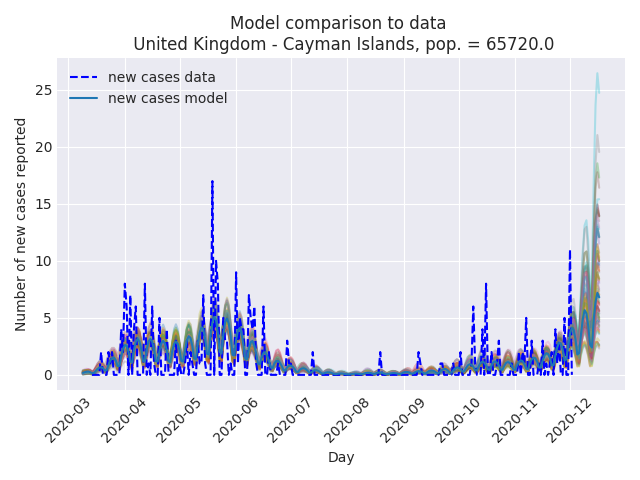 Model comparison to data
United Kingdom - Cayman Islands, pop. = 65720.0
new cases data
new cases model
Number of new cases reported
25
20
15
10
5
0
2020-03
2020-04
2020-05
2020-06
2020-07
2020-08
2020-09
2020-10
2020-11
2020-12
Day